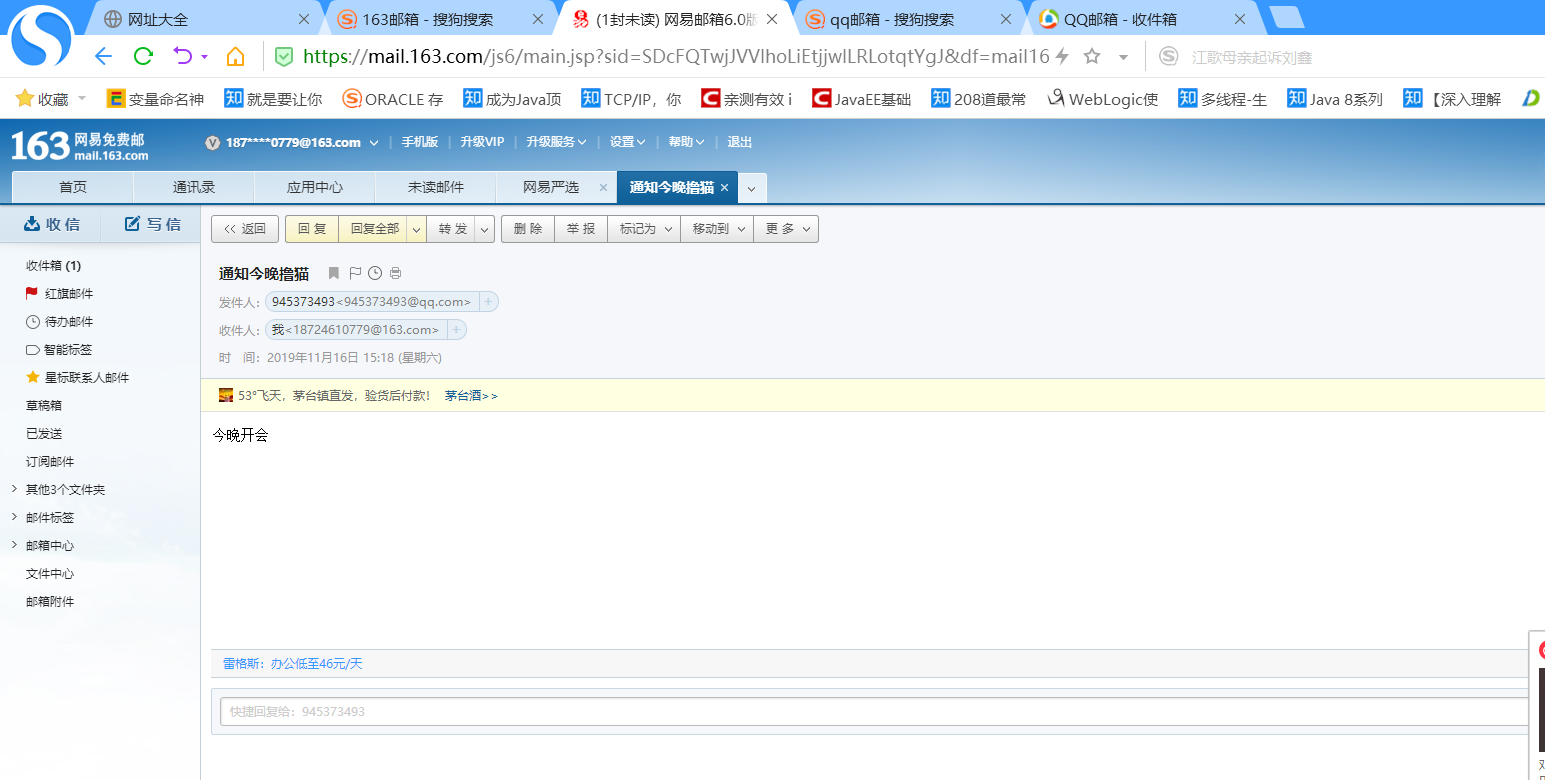 网址大全
163邮箱 - 搜狗搜索
(1封未读) 网易邮箱6.0版
qq邮箱 - 搜狗搜索
QQ邮箱 - 收件箱
https://mail.163.com/js6/main.jsp?sid=SDcFQTwjJVVlhoLiEtjjwlLRLotqtYgJ&df=mail16
江歌母亲起诉刘鑫
收藏
变量命名神
就是要让你
ORACLE 存
成为Java顶
TCP/IP，你
亲测有效 i
JavaEE基础
208道最常
WebLogic使
多线程-生
Java 8系列
【深入理解
163 网易免费邮
mail.163.com
187****0779@163.com
手机版
升级VIP
升级服务
设置
帮助
退出
首页
通讯录
应用中心
未读邮件
网易严选
通知今晚撸猫
收 信
写 信
<< 返回
回 复
回复全部
转 发
删 除
举 报
标记为
移动到
更 多
收件箱 (1)
红旗邮件
待办邮件
智能标签
星标联系人邮件
草稿箱
已发送
订阅邮件
其他3个文件夹
邮件标签
邮箱中心
文件中心
邮箱附件
通知今晚撸猫
发件人： 945373493<945373493@qq.com> +
收件人： 我<18724610779@163.com> +
时 间： 2019年11月16日 15:18 (星期六)
53°飞天，茅台镇直发，验货后付款！ 茅台酒>>
今晚开会
雷格斯：办公低至46元/天
快捷回复给：945373493